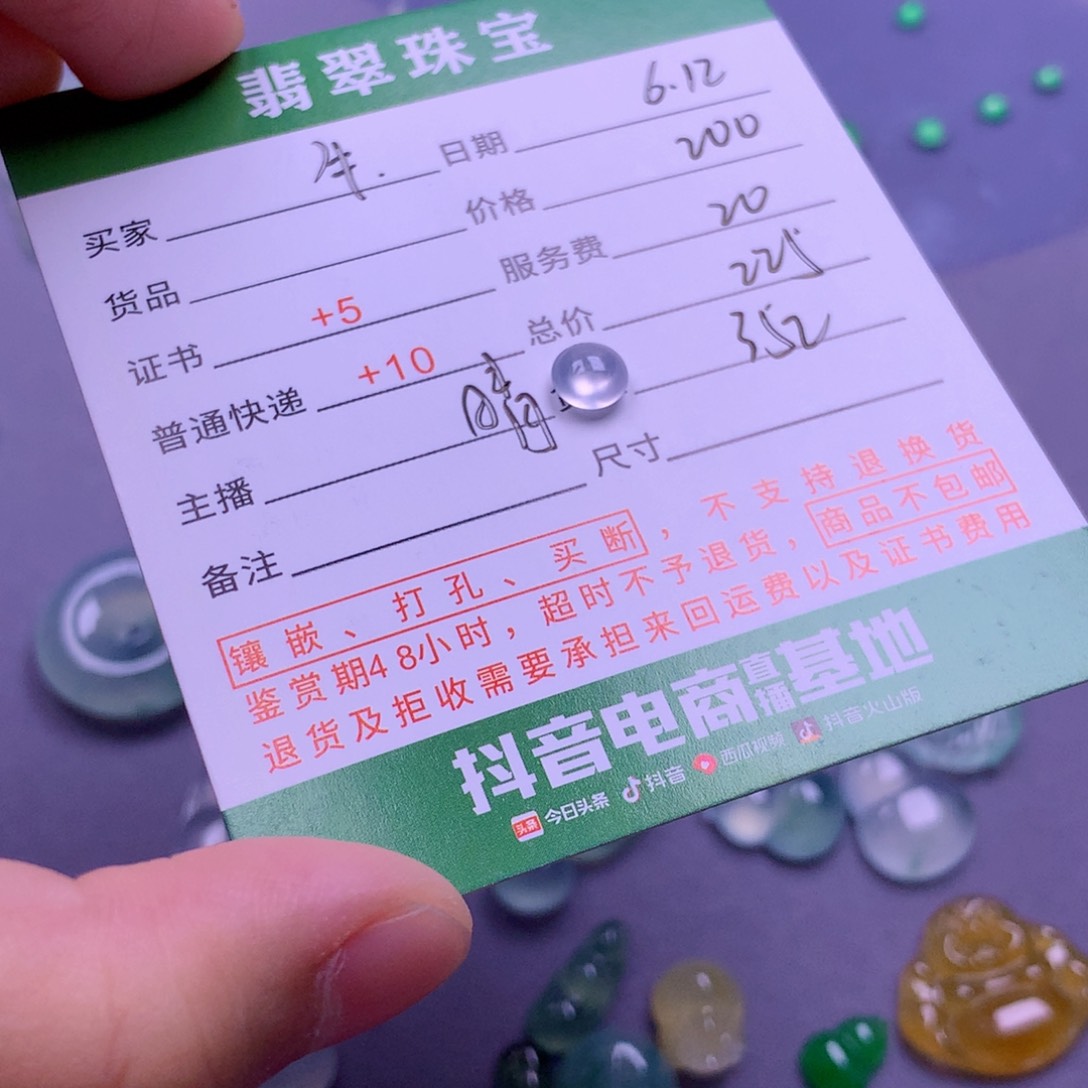 翡翠珠宝
买家 牛. 日期 6.12
货品 价格 200
证书 +5 服务费 20
普通快递 +10 总价 225
主播 晴 352
备注 尺寸
镶嵌、打孔、买断，不支持退换货
鉴赏期48小时，超时不予退货，商品不包邮
退货及拒收需要承担来回运费以及证书费用
抖音电商直播基地
头条 今日头条 抖音 西瓜视频 抖音火山版